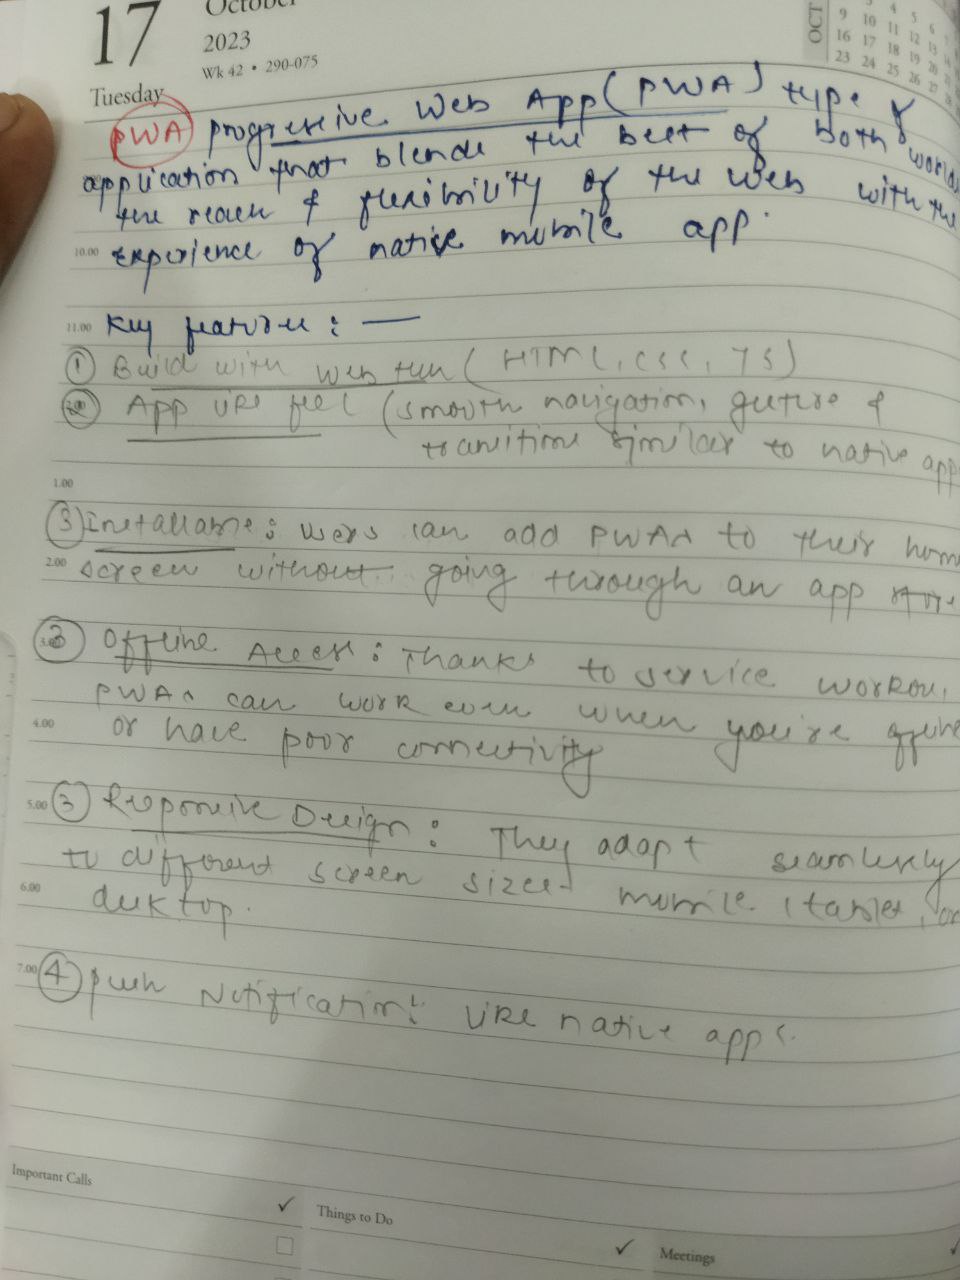 17
October
2023
Wk 42 • 290-075
Tuesday
OCT
3 4 5 6
9 10 11 12 13
16 17 18 19 20
23 24 25 26 27
PWA progressive Web App (PWA) type of
application that blends the best of both worlds
the reach & flexibility of the web with the
10.00 experience of native mobile app.
11.00 Key features : —
① Build with web (HTML, CSS, JS)
② App like feel (smooth navigation, gesture &
transitions similar to native app
1.00
③ Installable : Users can add PWAs to their hom
2.00 screen without going through an app store
3.00 ② Offline Access : Thanks to service
PWAs can work even when you're offline
4.00 or have poor connectivity
5.00 ③ Responsive Design : They adapt seamlessly
to different screen sizes mobile, tablet, or
6.00 desktop.
7.00 ④ push Notification: like native apps.
Important Calls
Things to Do
Meetings